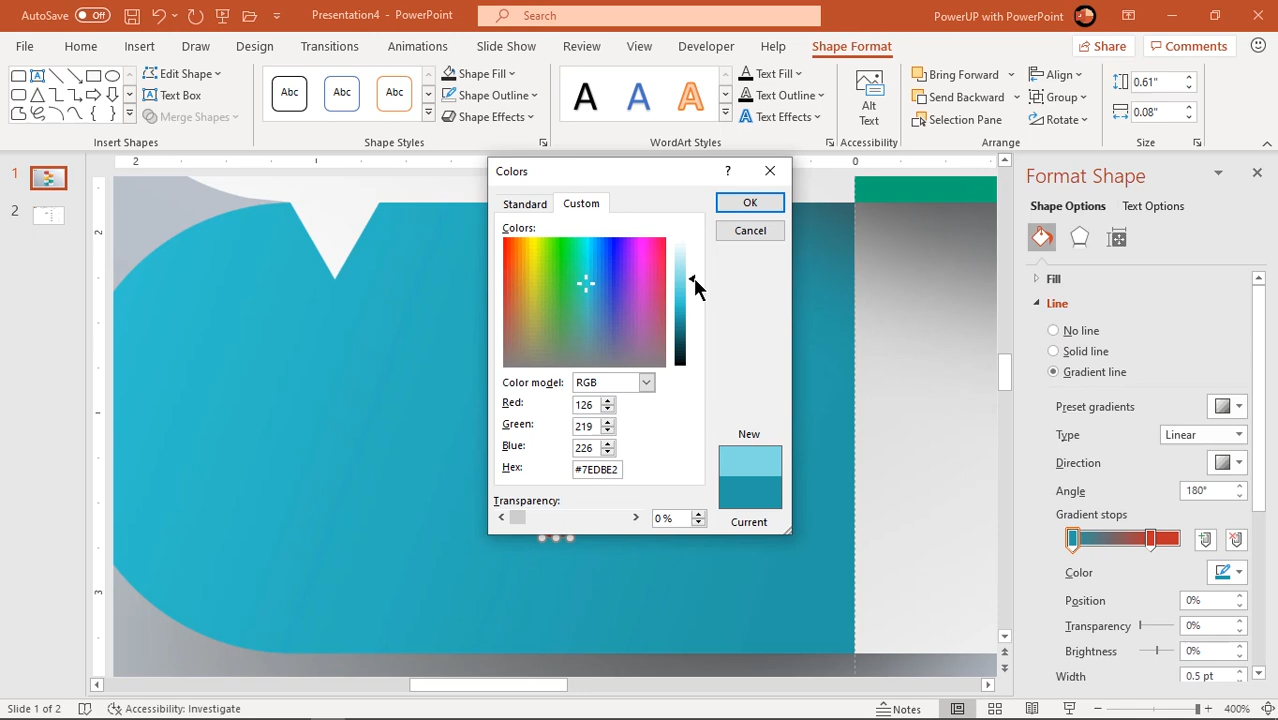 AutoSave Off Presentation4 - PowerPoint Search PowerUP with PowerPoint
File Home Insert Draw Design Transitions Animations Slide Show Review View Developer Help Shape Format Share Comments
Edit Shape
Text Box
Merge Shapes
Insert Shapes
Abc Abc Abc
Shape Fill
Shape Outline
Shape Effects
Shape Styles
A A A
Text Fill
Text Outline
Text Effects
WordArt Styles
Alt
Text
Accessibility
Bring Forward
Send Backward
Selection Pane
Align
Group
Rotate
Arrange
0.61"
0.08"
Size
1
2
2 1 0
2
3
Colors ?
Standard Custom
OK
Cancel
Colors:
Color model: RGB
Red: 126
Green: 219
Blue: 226
Hex: #7EDBE2
Transparency:
0 %
New
Current
Format Shape
Shape Options Text Options
Fill
Line
No line
Solid line
Gradient line
Preset gradients
Type Linear
Direction
Angle 180°
Gradient stops
Color
Position 0%
Transparency 0%
Brightness 0%
Width 0.5 pt
Slide 1 of 2 Accessibility: Investigate Notes 400%